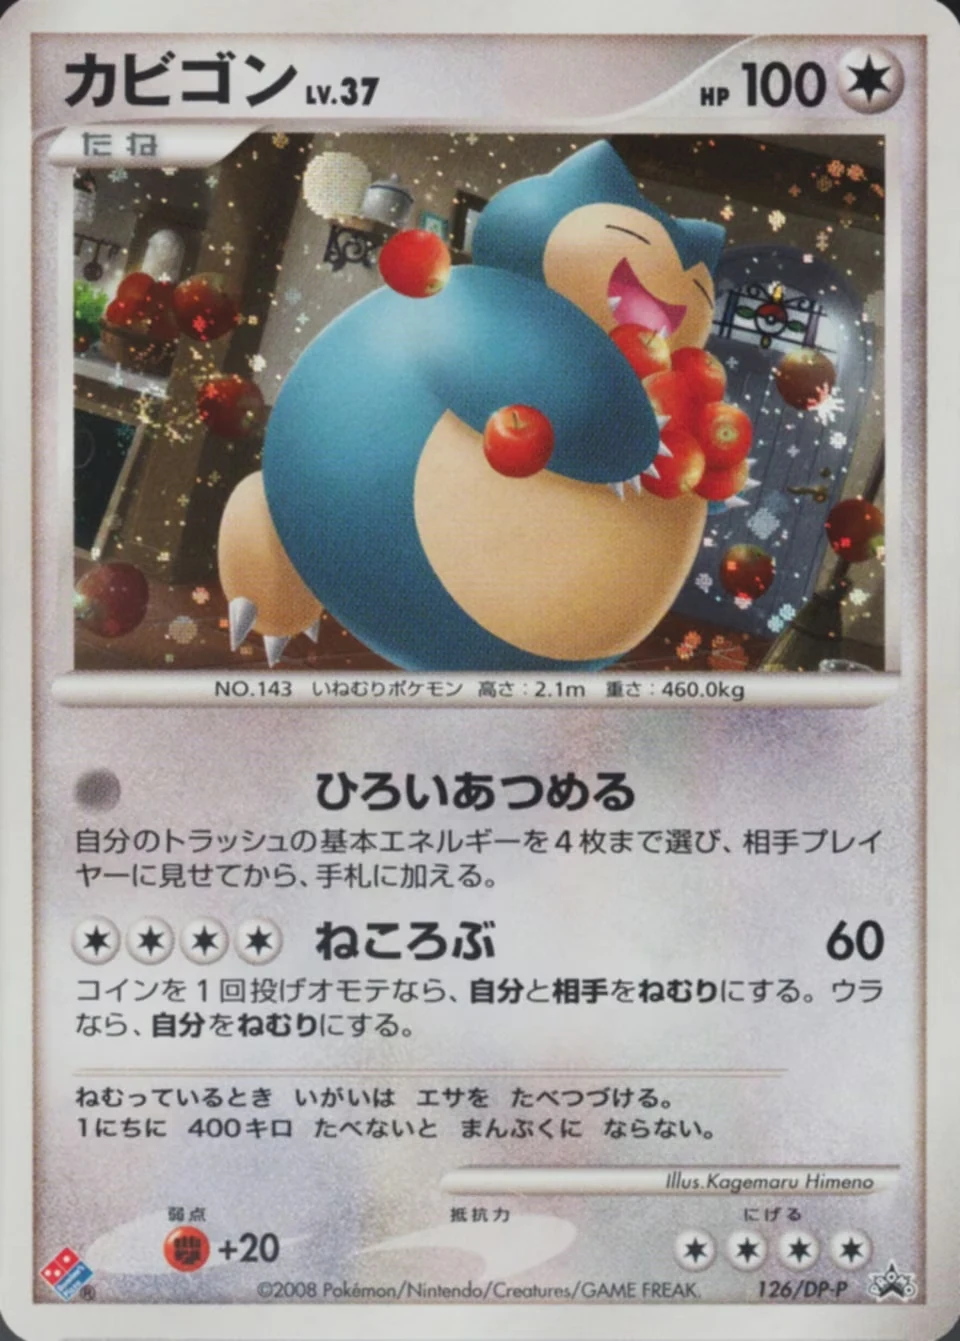 カビゴン LV.37 HP 100
たね
NO.143 いねむりポケモン 高さ：2.1m 重さ：460.0kg
ひろいあつめる
自分のトラッシュの基本エネルギーを4枚まで選び、相手プレイ
ヤーに見せてから、手札に加える。
ねころぶ 60
コインを1回投げオモテなら、自分と相手をねむりにする。ウラ
なら、自分をねむりにする。
ねむっているとき いがいは エサを たべつづける。
1にちに 400キロ たべないと まんぷくに ならない。
Illus.Kagemaru Himeno
弱点 抵抗力 にげる
+20
®
©2008 Pokémon/Nintendo/Creatures/GAME FREAK. 126/DP-P